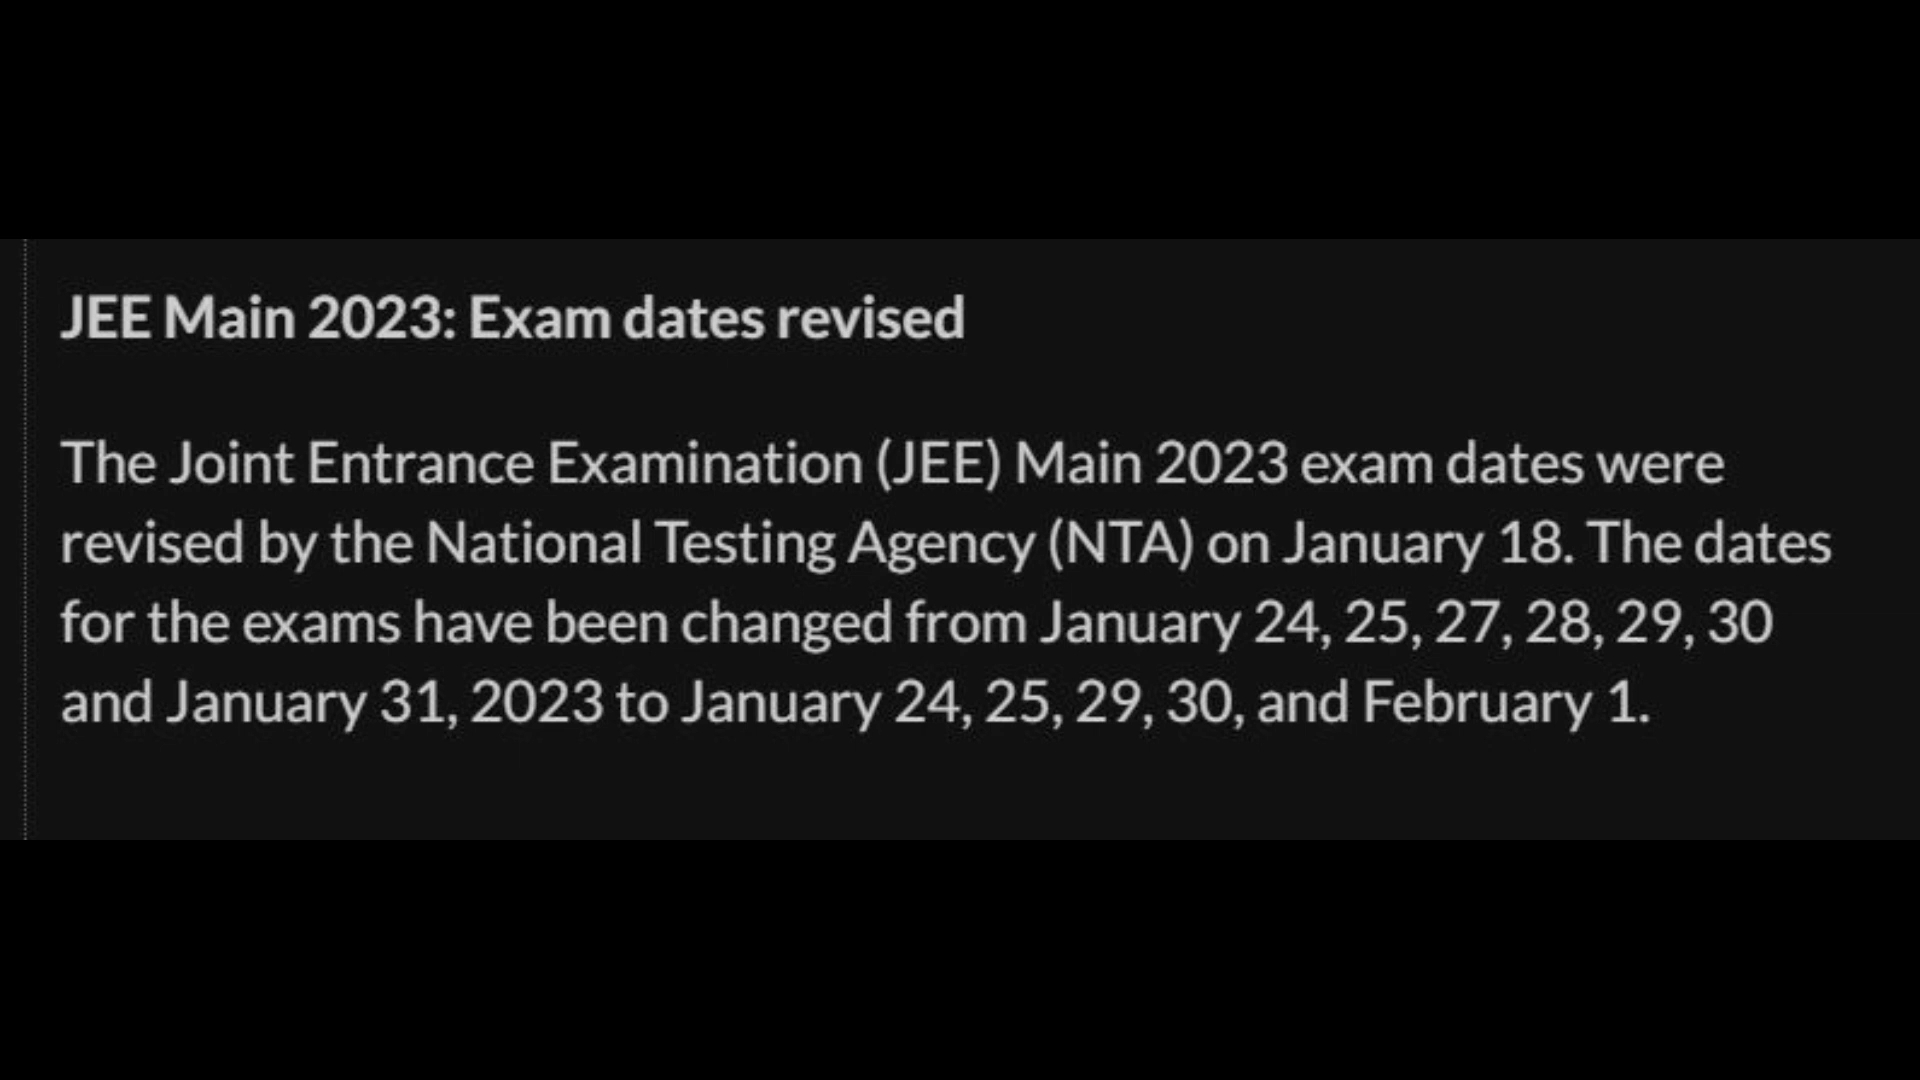 JEE Main 2023: Exam dates revised
The Joint Entrance Examination (JEE) Main 2023 exam dates were
revised by the National Testing Agency (NTA) on January 18. The dates
for the exams have been changed from January 24, 25, 27, 28, 29, 30
and January 31, 2023 to January 24, 25, 29, 30, and February 1.